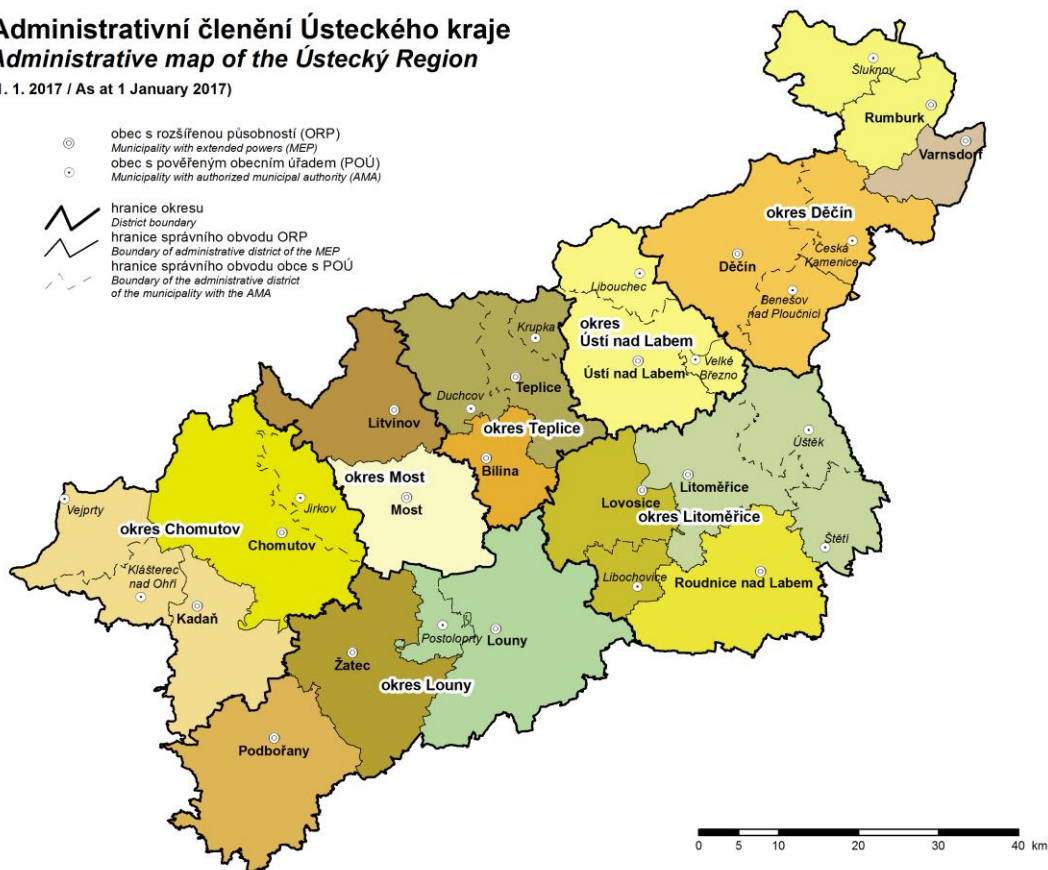 Administrativní členění Ústeckého kraje
Administrative map of the Ústecký Region
1. 1. 2017 / As at 1 January 2017)
obec s rozšířenou působností (ORP)
Municipality with extended powers (MEP)
obec s pověřeným obecním úřadem (POÚ)
Municipality with authorized municipal authority (AMA)
hranice okresu
District boundary
hranice správního obvodu ORP
Boundary of administrative district of the MEP
hranice správního obvodu obce s POÚ
Boundary of the administrative district
of the municipality with the AMA
Šluknov
Rumburk
Varnsdorf
okres Děčín
Děčín
Česká
Kamenice
Benešov
nad Ploučnicí
Libouchec
okres
Ústí nad Labem
Ústí nad Labem
Velké
Březno
Krupka
Teplice
Duchcov
okres Teplice
Bílina
Litvínov
okres Most
Most
Úštěk
Litoměřice
Lovosice
okres Litoměřice
Štětí
Libochovice
Roudnice nad Labem
Vejprty
okres Chomutov
Jirkov
Chomutov
Klášterec
nad Ohří
Kadaň
Postoloprty
Louny
Žatec
okres Louny
Podbořany
0 5 10 20 30 40 km